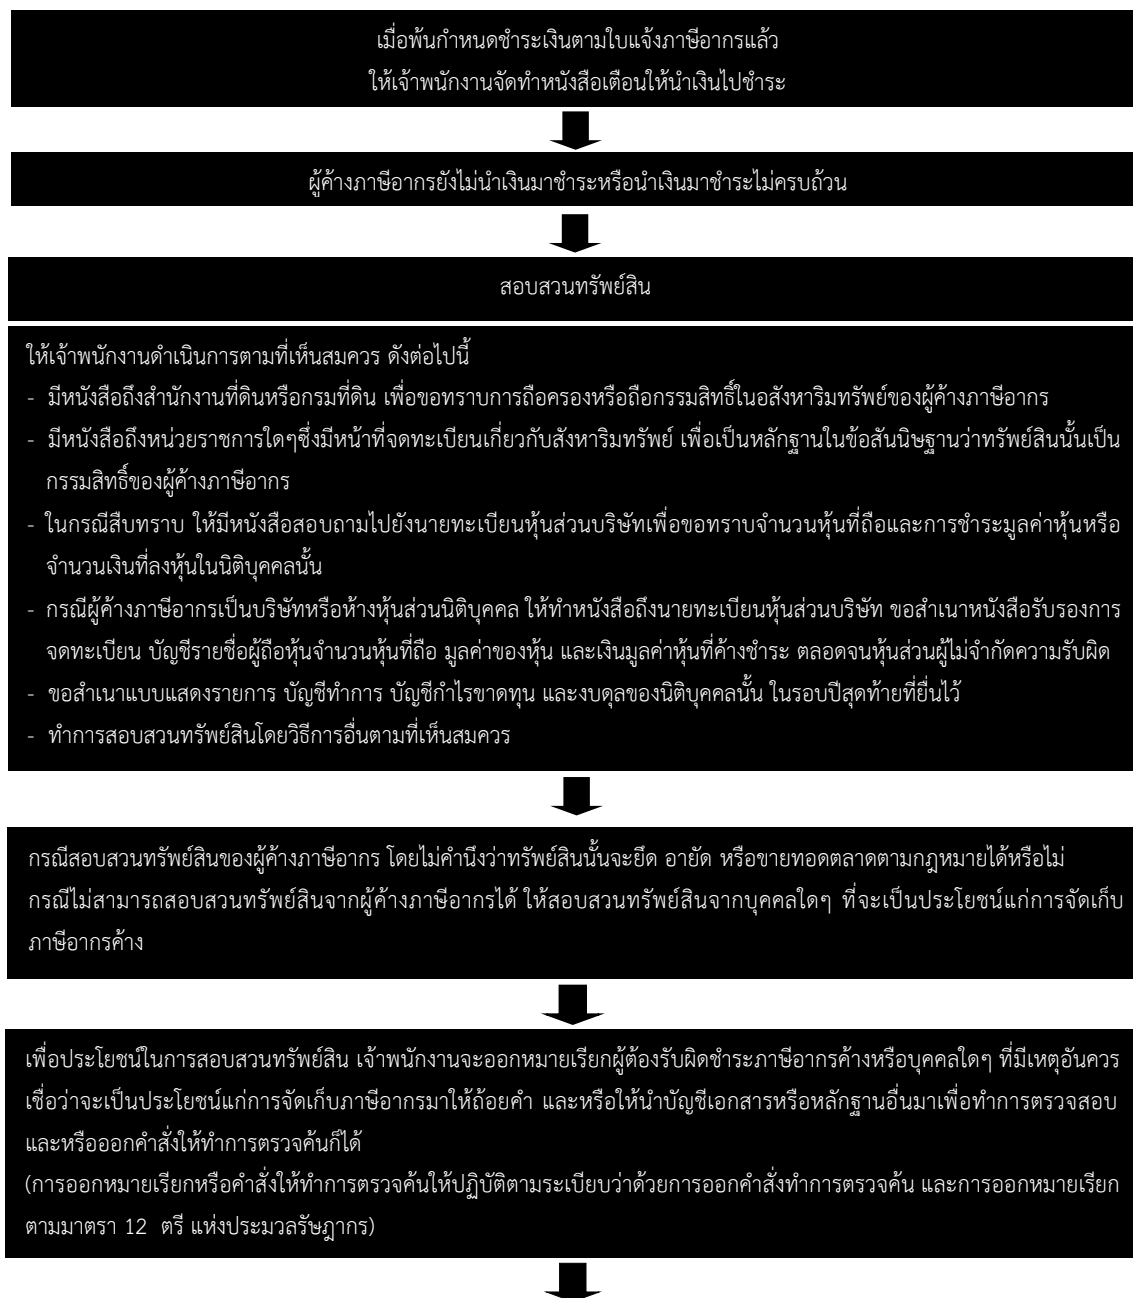 เมื่อพ้นกำหนดชำระเงินตามใบแจ้งภาษีอากรแล้ว
ให้เจ้าพนักงานจัดทำหนังสือเตือนให้นำเงินไปชำระ
ผู้ค้างภาษีอากรยังไม่นำเงินมาชำระหรือนำเงินมาชำระไม่ครบถ้วน
สอบสวนทรัพย์สิน
ให้เจ้าพนักงานดำเนินการตามที่เห็นสมควร ดังต่อไปนี้
- มีหนังสือถึงสำนักงานที่ดินหรือกรมที่ดิน เพื่อขอทราบการถือครองหรือถือกรรมสิทธิ์ในอสังหาริมทรัพย์ของผู้ค้างภาษีอากร
- มีหนังสือถึงหน่วยราชการใดๆซึ่งมีหน้าที่จดทะเบียนเกี่ยวกับสังหาริมทรัพย์ เพื่อเป็นหลักฐานในข้อสันนิษฐานว่าทรัพย์สินนั้นเป็น
กรรมสิทธิ์ของผู้ค้างภาษีอากร
- ในกรณีสืบทราบ ให้มีหนังสือสอบถามไปยังนายทะเบียนหุ้นส่วนบริษัทเพื่อขอทราบจำนวนหุ้นที่ถือและการชำระมูลค่าหุ้นหรือ
จำนวนเงินที่ลงหุ้นในนิติบุคคลนั้น
- กรณีผู้ค้างภาษีอากรเป็นบริษัทหรือห้างหุ้นส่วนนิติบุคคล ให้ทำหนังสือถึงนายทะเบียนหุ้นส่วนบริษัท ขอสำเนาหนังสือรับรองการ
จดทะเบียน บัญชีรายชื่อผู้ถือหุ้นจำนวนหุ้นที่ถือ มูลค่าของหุ้น และเงินมูลค่าหุ้นที่ค้างชำระ ตลอดจนหุ้นส่วนผู้ไม่จำกัดความรับผิด
- ขอสำเนาแบบแสดงรายการ บัญชีทำการ บัญชีกำไรขาดทุน และงบดุลของนิติบุคคลนั้น ในรอบปีสุดท้ายที่ยื่นไว้
- ทำการสอบสวนทรัพย์สินโดยวิธีการอื่นตามที่เห็นสมควร
กรณีสอบสวนทรัพย์สินของผู้ค้างภาษีอากร โดยไม่คำนึงว่าทรัพย์สินนั้นจะยึด อายัด หรือขายทอดตลาดตามกฎหมายได้หรือไม่
กรณีไม่สามารถสอบสวนทรัพย์สินจากผู้ค้างภาษีอากรได้ ให้สอบสวนทรัพย์สินจากบุคคลใดๆ ที่จะเป็นประโยชน์แก่การจัดเก็บ
ภาษีอากรค้าง
เพื่อประโยชน์ในการสอบสวนทรัพย์สิน เจ้าพนักงานจะออกหมายเรียกผู้ต้องรับผิดชำระภาษีอากรค้างหรือบุคคลใดๆ ที่มีเหตุอันควร
เชื่อว่าจะเป็นประโยชน์แก่การจัดเก็บภาษีอากรมาให้ถ้อยคำ และหรือให้นำบัญชีเอกสารหรือหลักฐานอื่นมาเพื่อทำการตรวจสอบ
และหรือออกคำสั่งให้ทำการตรวจค้นก็ได้
(การออกหมายเรียกหรือคำสั่งให้ทำการตรวจค้นให้ปฏิบัติตามระเบียบว่าด้วยการออกคำสั่งทำการตรวจค้น และการออกหมายเรียก
ตามมาตรา 12 ตรี แห่งประมวลรัษฎากร)